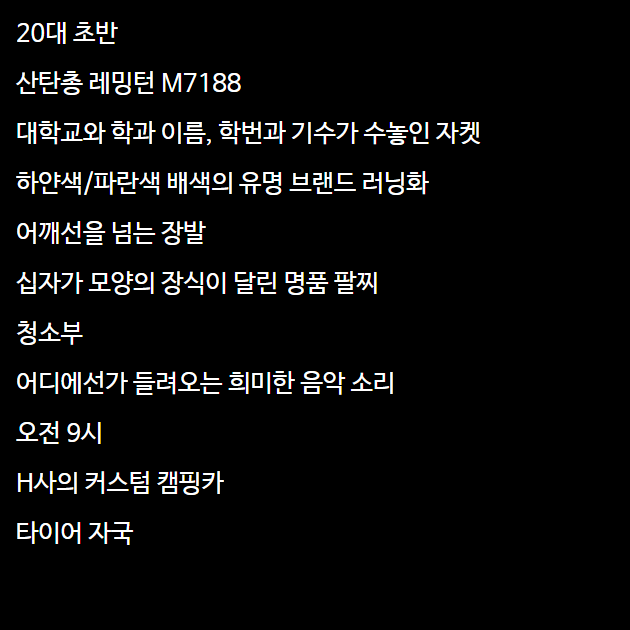 20대 초반
산탄총 레밍턴 M7188
대학교와 학과 이름, 학번과 기수가 수놓인 자켓
하얀색/파란색 배색의 유명 브랜드 러닝화
어깨선을 넘는 장발
십자가 모양의 장식이 달린 명품 팔찌
청소부
어디에선가 들려오는 희미한 음악 소리
오전 9시
H사의 커스텀 캠핑카
타이어 자국